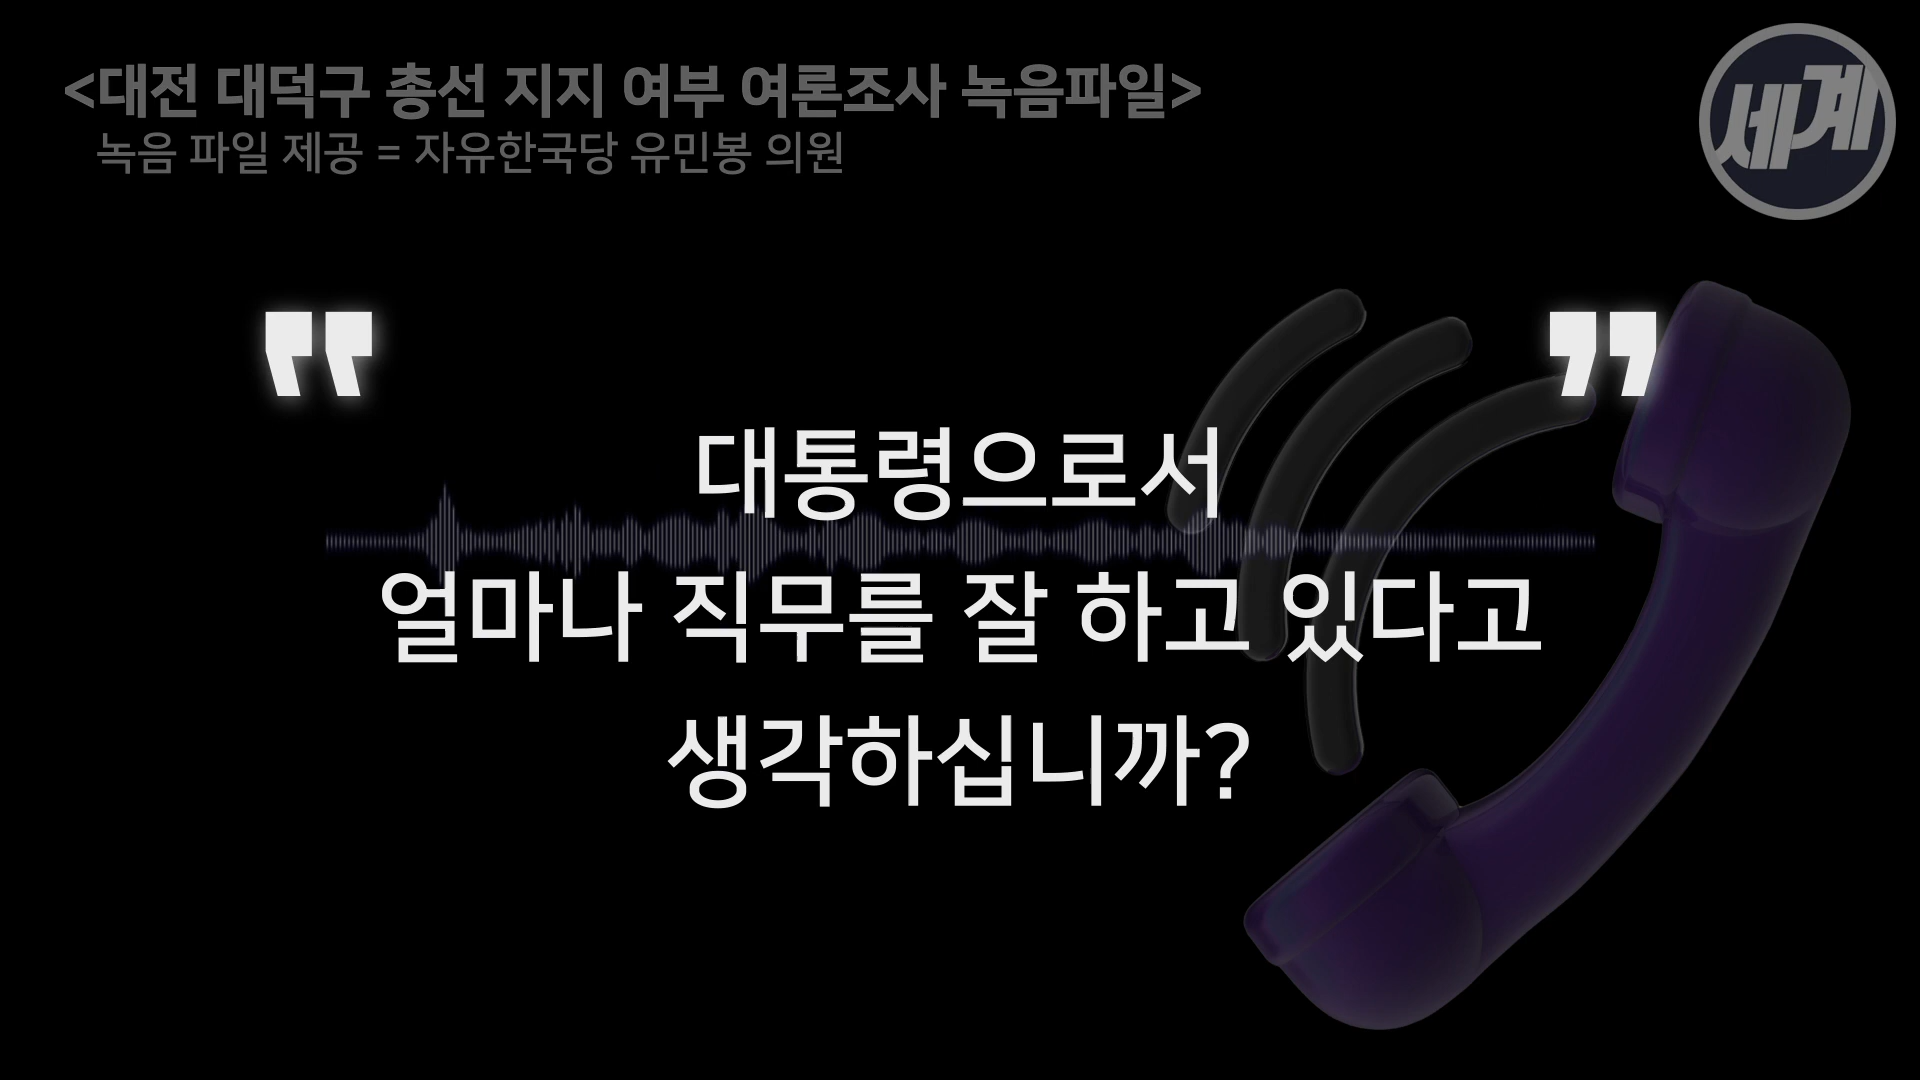 <대전 대덕구 총선 지지 여부 여론조사 녹음파일>
녹음 파일 제공 = 자유한국당 유민봉 의원
세계
"
"
대통령으로서
얼마나 직무를 잘 하고 있다고
생각하십니까?